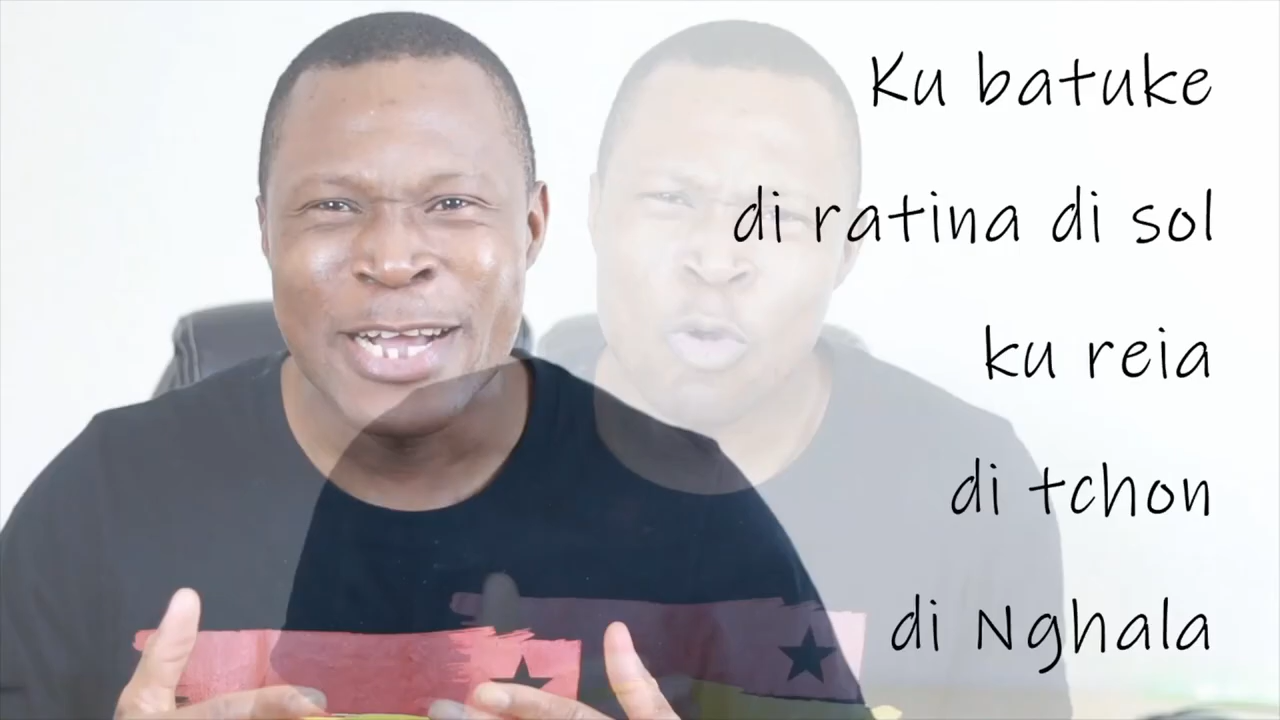 Ku batuke
di ratina di sol
ku reia
di tchon
di Nghala